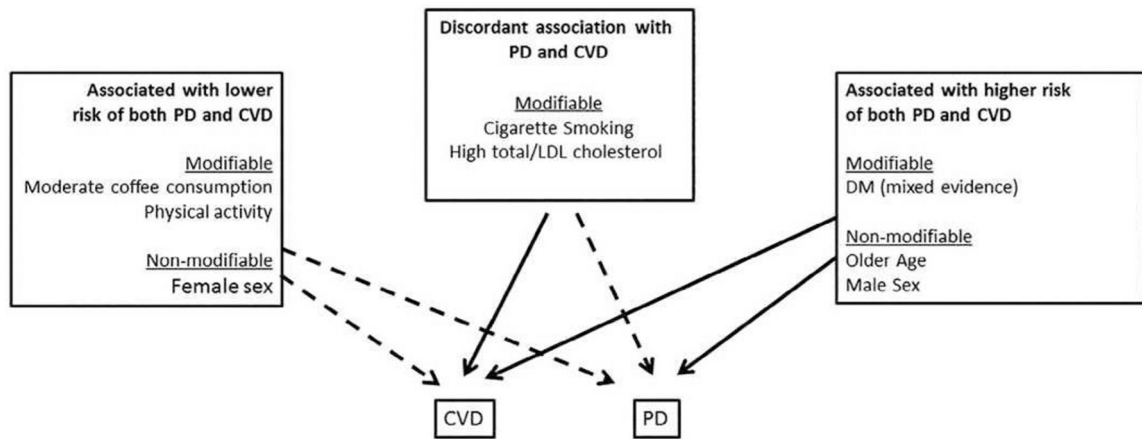 Associated with lower
risk of both PD and CVD
Modifiable
Moderate coffee consumption
Physical activity
Non-modifiable
Female sex
Discordant association with
PD and CVD
Modifiable
Cigarette Smoking
High total/LDL cholesterol
Associated with higher risk
of both PD and CVD
Modifiable
DM (mixed evidence)
Non-modifiable
Older Age
Male Sex
CVD
PD